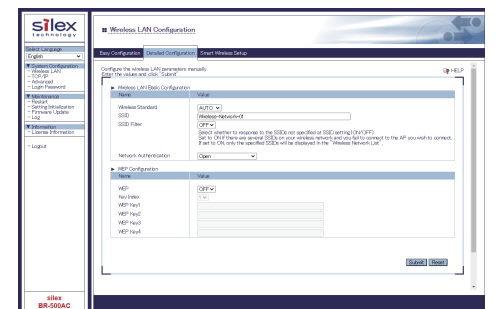 silex
technology
Select Language
English
▼ System Configuration
- Wireless LAN
- TCP/IP
- Advanced
- Login Password
▼ Maintenance
- Restart
- Setting Initialization
- Firmware Update
- Log
▼ Information
- License Information
- Logout
silex
BR-500AC
Wireless LAN Configuration
Easy Configuration Detailed Configuration Smart Wireless Setup
HELP
Configure the wireless LAN parameters manually.
Enter the values and click "Submit".
Wireless LAN Basic Configuration
Name Value
Wireless Standard AUTO
SSID Wireless-Network-01
SSID Filter OFF
Select whether to response to the SSIDs not specified at SSID setting (ON/OFF)
Set to ON if there are several SSIDs on your wireless network and you fail to connect to the AP you wish to connect.
If set to ON, only the specified SSIDs will be displayed in the "Wireless Network List"
Network Authentication Open
WEP Configuration
Name Value
WEP OFF
Key Index 1
WEP Key1
WEP Key2
WEP Key3
WEP Key4
Submit Reset